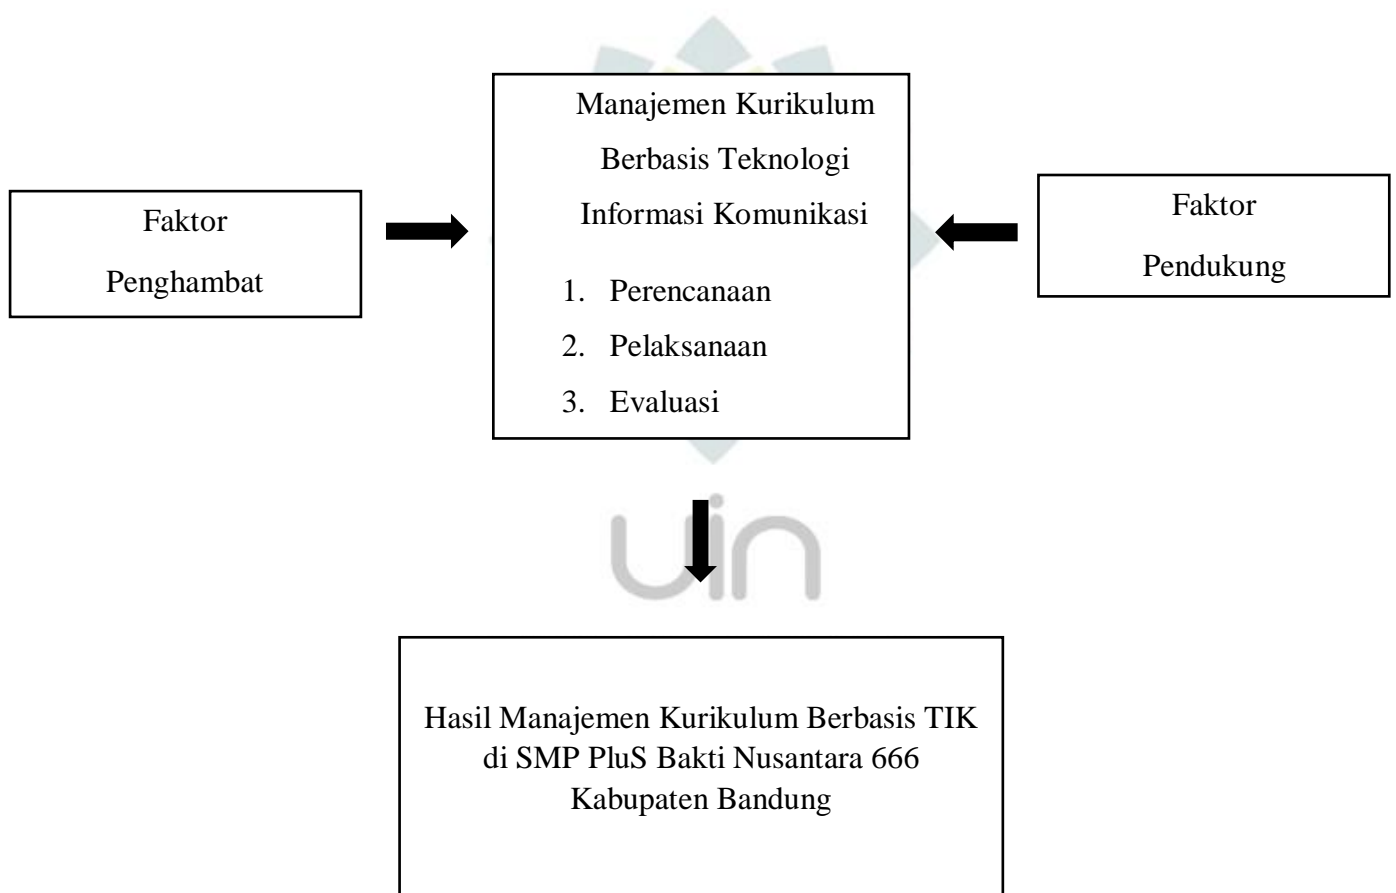 Manajemen Kurikulum
Berbasis Teknologi
Informasi Komunikasi
1. Perencanaan
2. Pelaksanaan
3. Evaluasi
Faktor
Penghambat
Faktor
Pendukung
uin
Hasil Manajemen Kurikulum Berbasis TIK
di SMP PluS Bakti Nusantara 666
Kabupaten Bandung